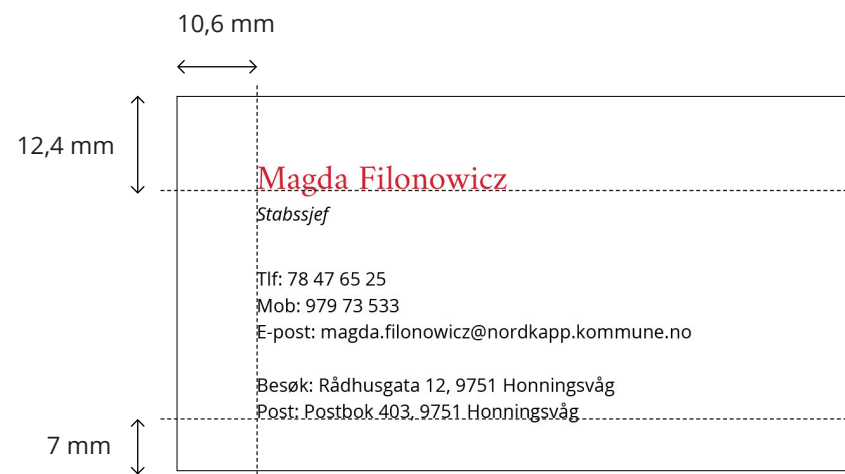 10,6 mm
12,4 mm
Magda Filonowicz
Stabssjef
Tlf: 78 47 65 25
Mob: 979 73 533
E-post: magda.filonowicz@nordkapp.kommune.no
Besøk: Rådhusgata 12, 9751 Honningsvåg
Post: Postbok 403, 9751 Honningsvåg
7 mm